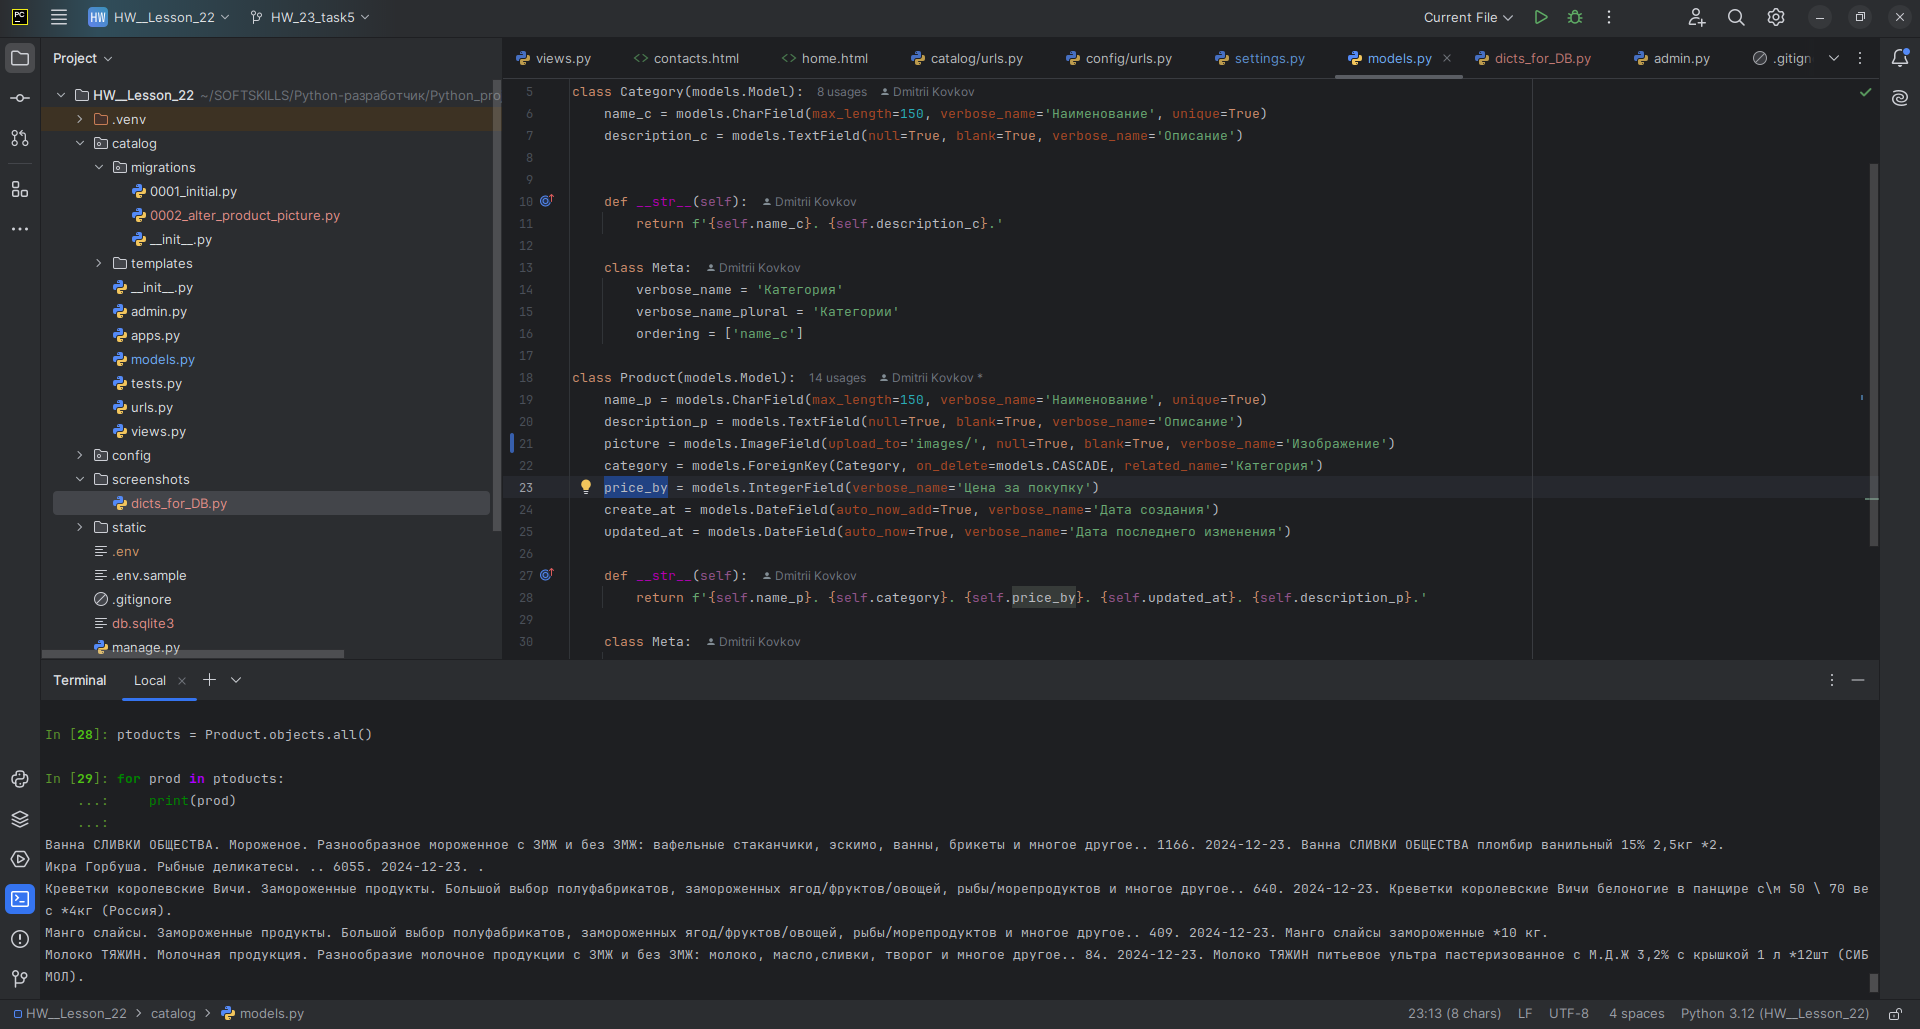 PC HW HW__Lesson_22 HW_23_task5 Current File
Project
views.py contacts.html home.html catalog/urls.py config/urls.py settings.py models.py dicts_for_DB.py admin.py .gitign
HW__Lesson_22 ~/SOFTSKILLS/Python-разработчик/Python_pro
.venv
catalog
migrations
0001_initial.py
0002_alter_product_picture.py
__init__.py
templates
__init__.py
admin.py
apps.py
models.py
tests.py
urls.py
views.py
config
screenshots
dicts_for_DB.py
static
.env
.env.sample
.gitignore
db.sqlite3
manage.py
5 class Category(models.Model): 8 usages Dmitrii Kovkov
6 name_c = models.CharField(max_length=150, verbose_name='Наименование', unique=True)
7 description_c = models.TextField(null=True, blank=True, verbose_name='Описание')
8
9
10 def __str__(self): Dmitrii Kovkov
11 return f'{self.name_c}. {self.description_c}.'
12
13 class Meta: Dmitrii Kovkov
14 verbose_name = 'Категория'
15 verbose_name_plural = 'Категории'
16 ordering = ['name_c']
17
18 class Product(models.Model): 14 usages Dmitrii Kovkov *
19 name_p = models.CharField(max_length=150, verbose_name='Наименование', unique=True)
20 description_p = models.TextField(null=True, blank=True, verbose_name='Описание')
21 picture = models.ImageField(upload_to='images/', null=True, blank=True, verbose_name='Изображение')
22 category = models.ForeignKey(Category, on_delete=models.CASCADE, related_name='Категория')
23 price_by = models.IntegerField(verbose_name='Цена за покупку')
24 create_at = models.DateField(auto_now_add=True, verbose_name='Дата создания')
25 updated_at = models.DateField(auto_now=True, verbose_name='Дата последнего изменения')
26
27 def __str__(self): Dmitrii Kovkov
28 return f'{self.name_p}. {self.category}. {self.price_by}. {self.updated_at}. {self.description_p}.'
29
30 class Meta: Dmitrii Kovkov
Terminal Local
In [28]: ptoducts = Product.objects.all()
In [29]: for prod in ptoducts:
...: print(prod)
...:
Ванна СЛИВКИ ОБЩЕСТВА. Мороженое. Разнообразное мороженное с ЗМЖ и без ЗМЖ: вафельные стаканчики, эскимо, ванны, брикеты и многое другое.. 1166. 2024-12-23. Ванна СЛИВКИ ОБЩЕСТВА пломбир ванильный 15% 2,5кг *2.
Икра Горбуша. Рыбные деликатесы. .. 6055. 2024-12-23. .
Креветки королевские Вичи. Замороженные продукты. Большой выбор полуфабрикатов, замороженных ягод/фруктов/овощей, рыбы/морепродуктов и многое другое.. 640. 2024-12-23. Креветки королевские Вичи белоногие в панцире с\м 50 \ 70 ве
с *4кг (Россия).
Манго слайсы. Замороженные продукты. Большой выбор полуфабрикатов, замороженных ягод/фруктов/овощей, рыбы/морепродуктов и многое другое.. 409. 2024-12-23. Манго слайсы замороженные *10 кг.
Молоко ТЯЖИН. Молочная продукция. Разнообразие молочное продукции с ЗМЖ и без ЗМЖ: молоко, масло,сливки, творог и многое другое.. 84. 2024-12-23. Молоко ТЯЖИН питьевое ультра пастеризованное с М.Д.Ж 3,2% с крышкой 1 л *12шт (СИБ
МОЛ).
HW__Lesson_22 catalog models.py 23:13 (8 chars) LF UTF-8 4 spaces Python 3.12 (HW__Lesson_22)